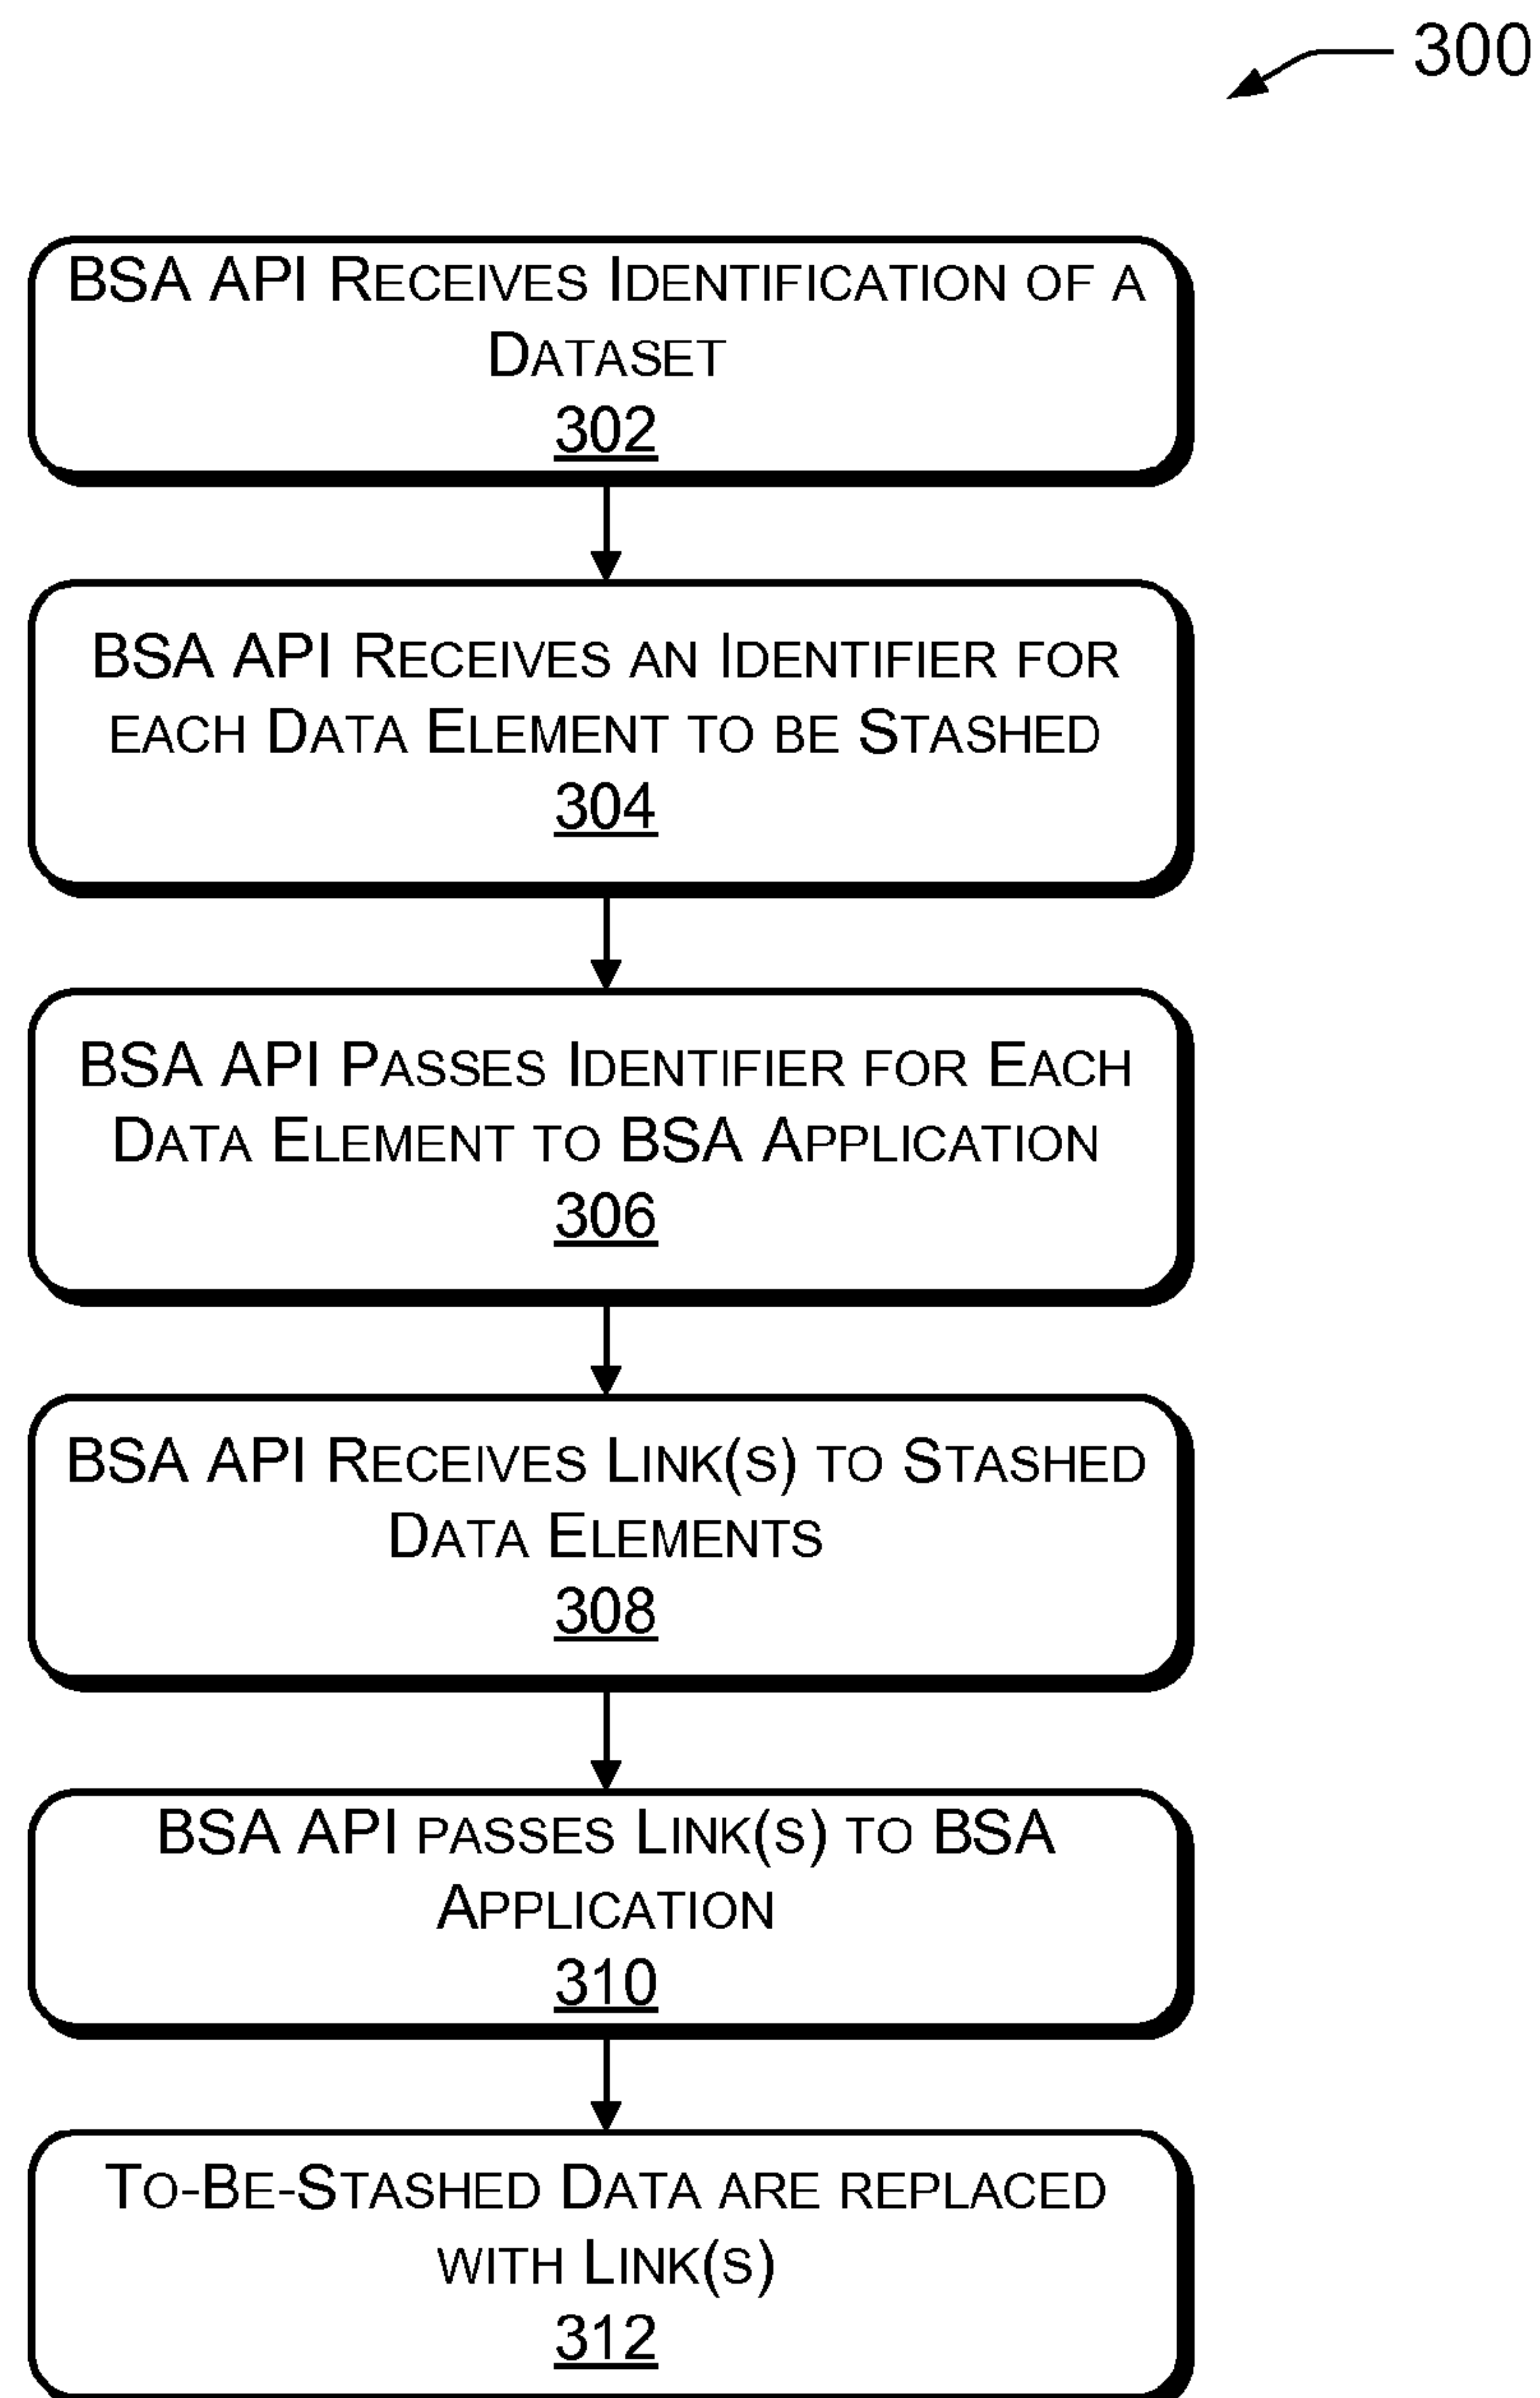 300
BSA API RECEIVES IDENTIFICATION OF A
DATASET
302
BSA API RECEIVES AN IDENTIFIER FOR
EACH DATA ELEMENT TO BE STASHED
304
BSA API PASSES IDENTIFIER FOR EACH
DATA ELEMENT TO BSA APPLICATION
306
BSA API RECEIVES LINK(S) TO STASHED
DATA ELEMENTS
308
BSA API PASSES LINK(S) TO BSA
APPLICATION
310
TO-BE-STASHED DATA ARE REPLACED
WITH LINK(S)
312